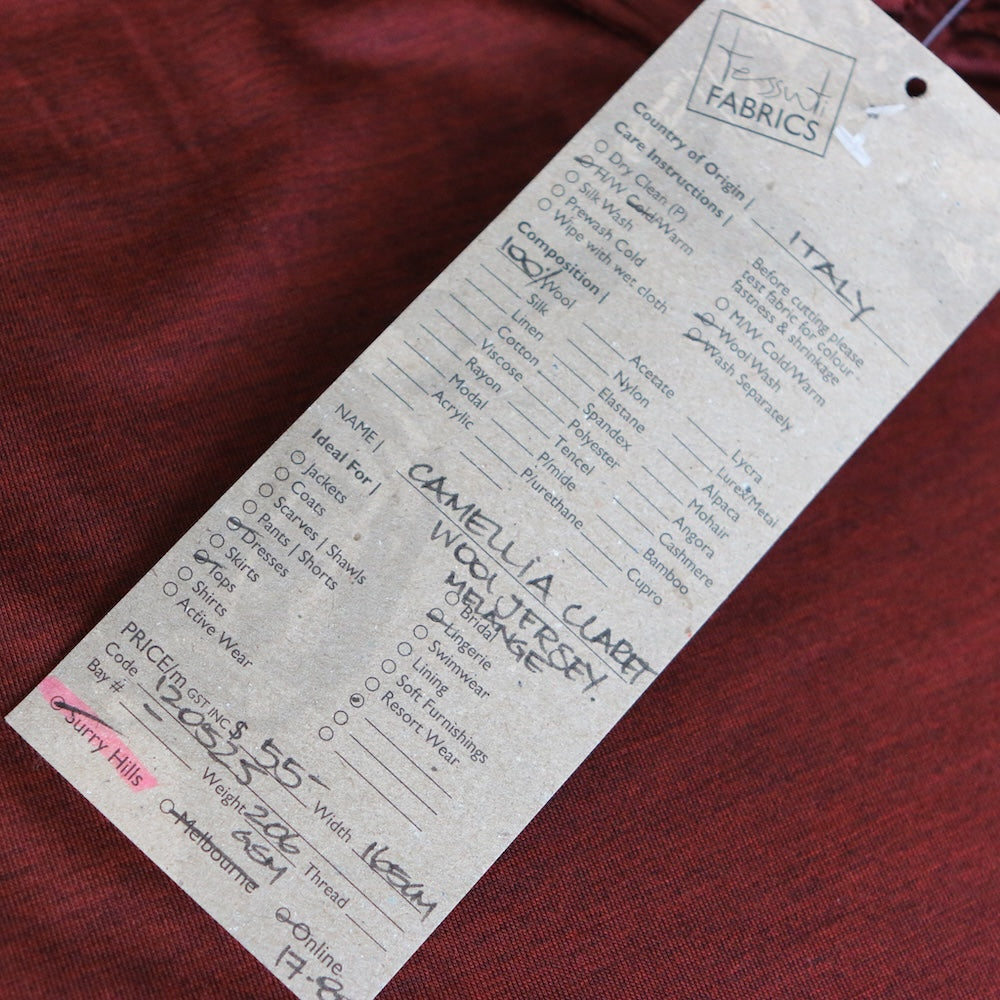 Tessuti
FABRICS
Country of Origin | ITALY
Care Instructions |
Dry Clean (P)
H/W Cold/Warm
Silk Wash
Prewash Cold
Wipe with wet cloth
Before cutting please
test fabric for colour
fastness & shrinkage
M/W Cold/Warm
Wool Wash
Wash Separately
Composition |
100% Wool
Silk
Linen
Cotton
Viscose
Rayon
Modal
Acrylic
Acetate
Nylon
Elastane
Spandex
Polyester
Tencel
P/mide
P/urethane
Lycra
Lurex/Metal
Alpaca
Mohair
Angora
Cashmere
Bamboo
Cupro
NAME | CAMELLIA CLARET
WOOL JERSEY
MELANGE
Ideal For |
Jackets
Coats
Scarves | Shawls
Pants | Shorts
Dresses
Skirts
Tops
Shirts
Active Wear
Bridal
Lingerie
Swimwear
Lining
Soft Furnishings
Resort Wear
PRICE/m GST INC $ 55- Width 165CM
Code 120523 Weight 206 GSM Thread
Bay # -
Surry Hills
Melbourne
Online